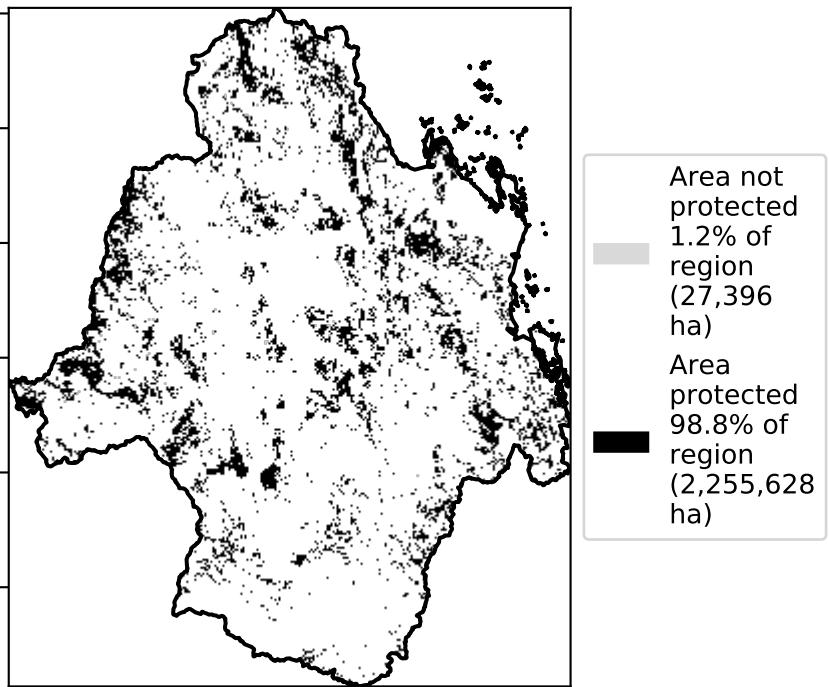 Area not
protected
1.2% of
region
(27,396
ha)
Area
protected
98.8% of
region
(2,255,628
ha)